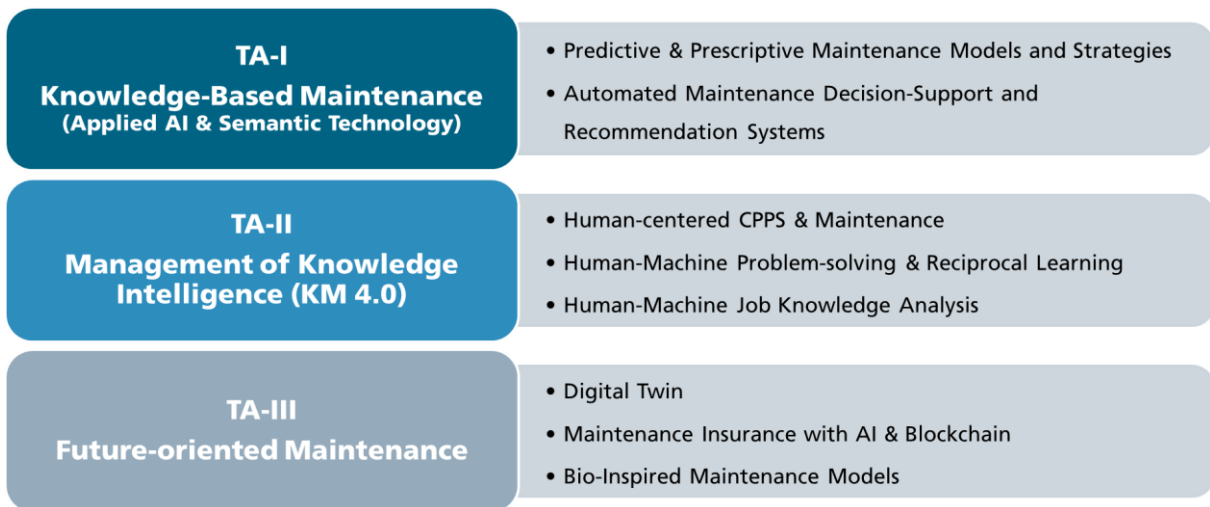 TA-I
Knowledge-Based Maintenance
(Applied AI & Semantic Technology)
• Predictive & Prescriptive Maintenance Models and Strategies
• Automated Maintenance Decision-Support and
Recommendation Systems
TA-II
Management of Knowledge
Intelligence (KM 4.0)
• Human-centered CPPS & Maintenance
• Human-Machine Problem-solving & Reciprocal Learning
• Human-Machine Job Knowledge Analysis
TA-III
Future-oriented Maintenance
• Digital Twin
• Maintenance Insurance with AI & Blockchain
• Bio-Inspired Maintenance Models